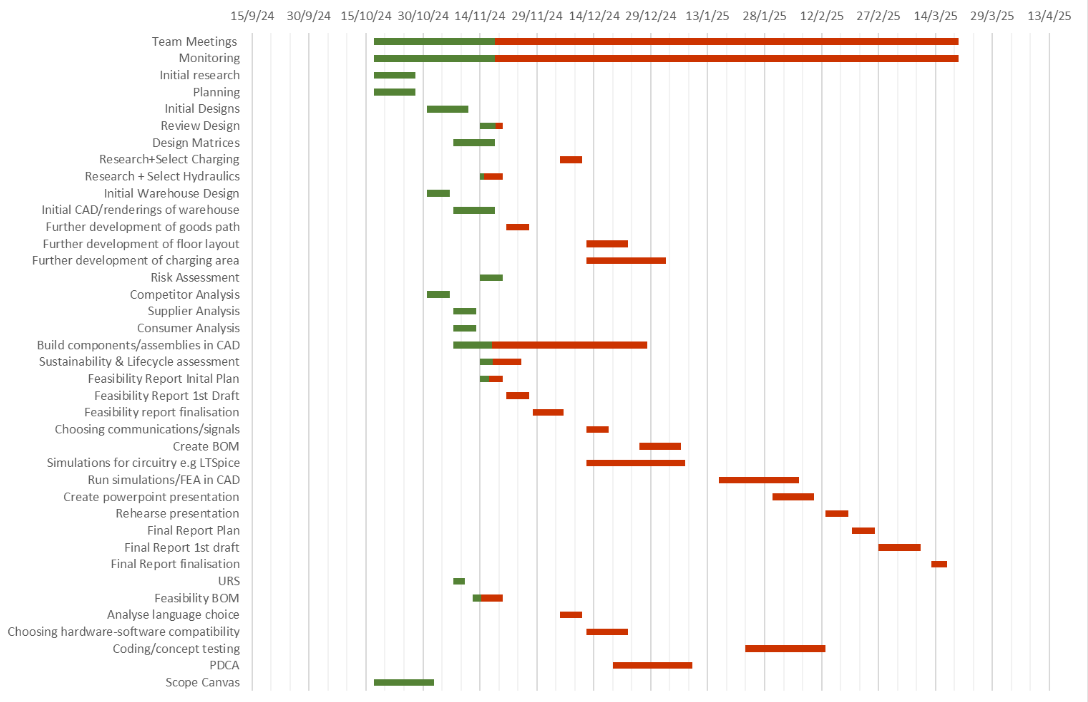 15/9/24 30/9/24 15/10/24 30/10/24 14/11/24 29/11/24 14/12/24 29/12/24 13/1/25 28/1/25 12/2/25 27/2/25 14/3/25 29/3/25 13/4/25
Team Meetings
Monitoring
Initial research
Planning
Initial Designs
Review Design
Design Matrices
Research+Select Charging
Research + Select Hydraulics
Initial Warehouse Design
Initial CAD/renderings of warehouse
Further development of goods path
Further development of floor layout
Further development of charging area
Risk Assessment
Competitor Analysis
Supplier Analysis
Consumer Analysis
Build components/assemblies in CAD
Sustainability & Lifecycle assessment
Feasibility Report Inital Plan
Feasibility Report 1st Draft
Feasibility report finalisation
Choosing communications/signals
Create BOM
Simulations for circuitry e.g LTSpice
Run simulations/FEA in CAD
Create powerpoint presentation
Rehearse presentation
Final Report Plan
Final Report 1st draft
Final Report finalisation
URS
Feasibility BOM
Analyse language choice
Choosing hardware-software compatibility
Coding/concept testing
PDCA
Scope Canvas